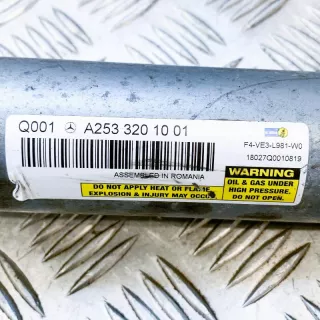 Q001 A253 320 10 01
F4-VE3-L981-W0
18027Q0010819
ASSEMBLED IN ROMANIA
DO NOT APPLY HEAT OR FLAME
EXPLOSION & INJURY MAY OCCUR
WARNING
OIL & GAS UNDER
HIGH PRESSURE.
DO NOT OPEN.